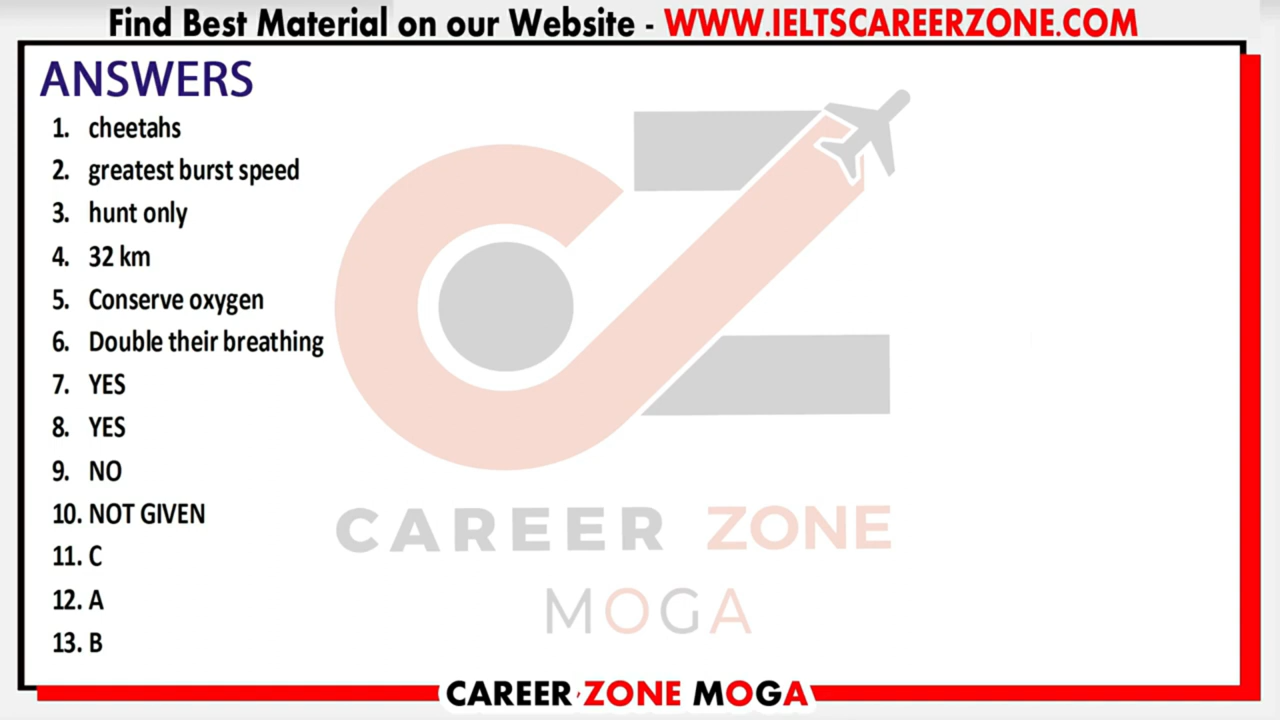 Find Best Material on our Website - WWW.IELTSCAREERZONE.COM
ANSWERS
1. cheetahs
2. greatest burst speed
3. hunt only
4. 32 km
5. Conserve oxygen
6. Double their breathing
7. YES
8. YES
9. NO
10. NOT GIVEN
11. C
12. A
13. B
CAREER ZONE
MOGA
CAREER ZONE MOGA